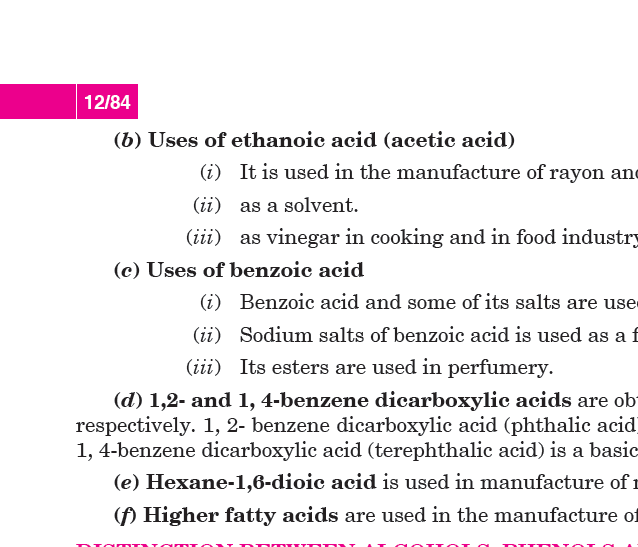 12/84
(b) Uses of ethanoic acid (acetic acid)
(i) It is used in the manufacture of rayon and
(ii) as a solvent.
(iii) as vinegar in cooking and in food industry
(c) Uses of benzoic acid
(i) Benzoic acid and some of its salts are used
(ii) Sodium salts of benzoic acid is used as a f
(iii) Its esters are used in perfumery.
(d) 1,2- and 1, 4-benzene dicarboxylic acids are obt
respectively. 1, 2- benzene dicarboxylic acid (phthalic acid)
1, 4-benzene dicarboxylic acid (terephthalic acid) is a basic
(e) Hexane-1,6-dioic acid is used in manufacture of
(f) Higher fatty acids are used in the manufacture of
DISTINCTION BETWEEN ALCOHOLS, PHENOLS